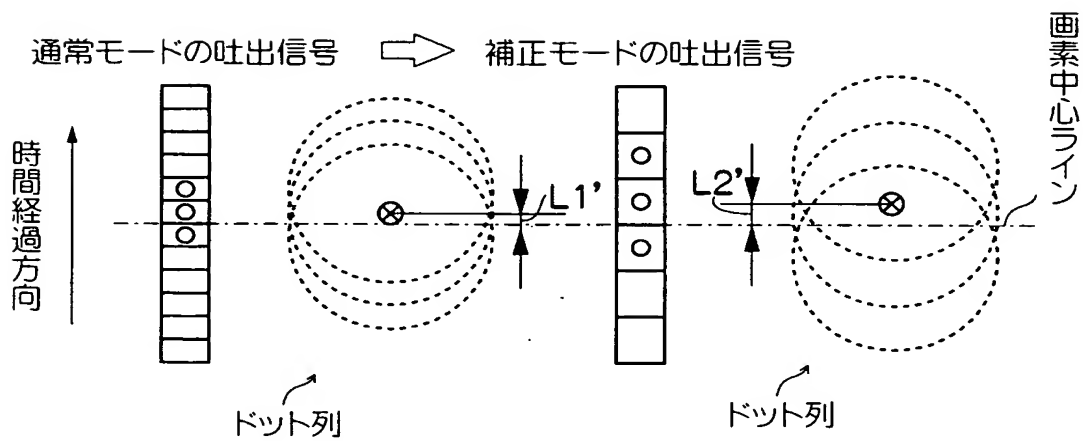 通常モードの吐出信号
補正モードの吐出信号
画素中心ライン
時間経過方向
L1'
L2'
ドット列
ドット列